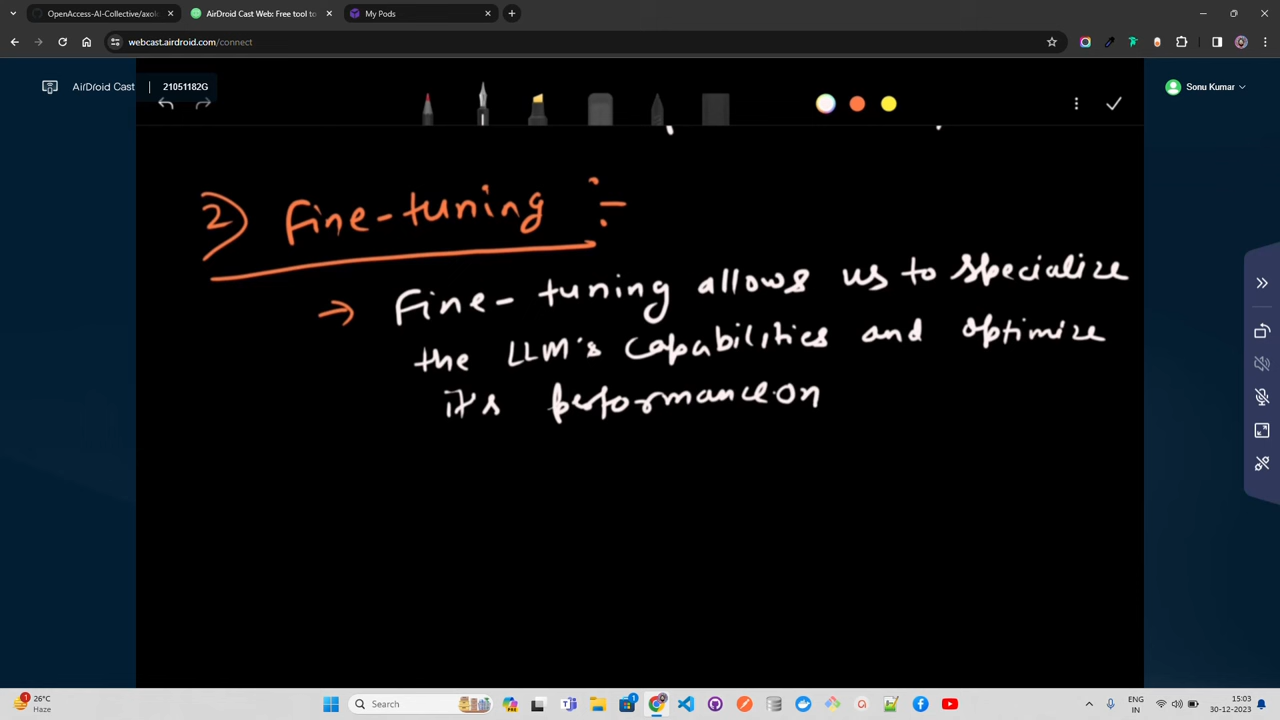 OpenAccess-AI-Collective/axolo
AirDroid Cast Web: Free tool to
My Pods
webcast.airdroid.com/connect
AirDroid Cast | 21051182G
Sonu Kumar
2) Fine-tuning :-
→ Fine-tuning allows us to specialize
the LLM's capabilities and optimize
it's performance on
26°C
Haze
Search
ENG
IN
15:03
30-12-2023